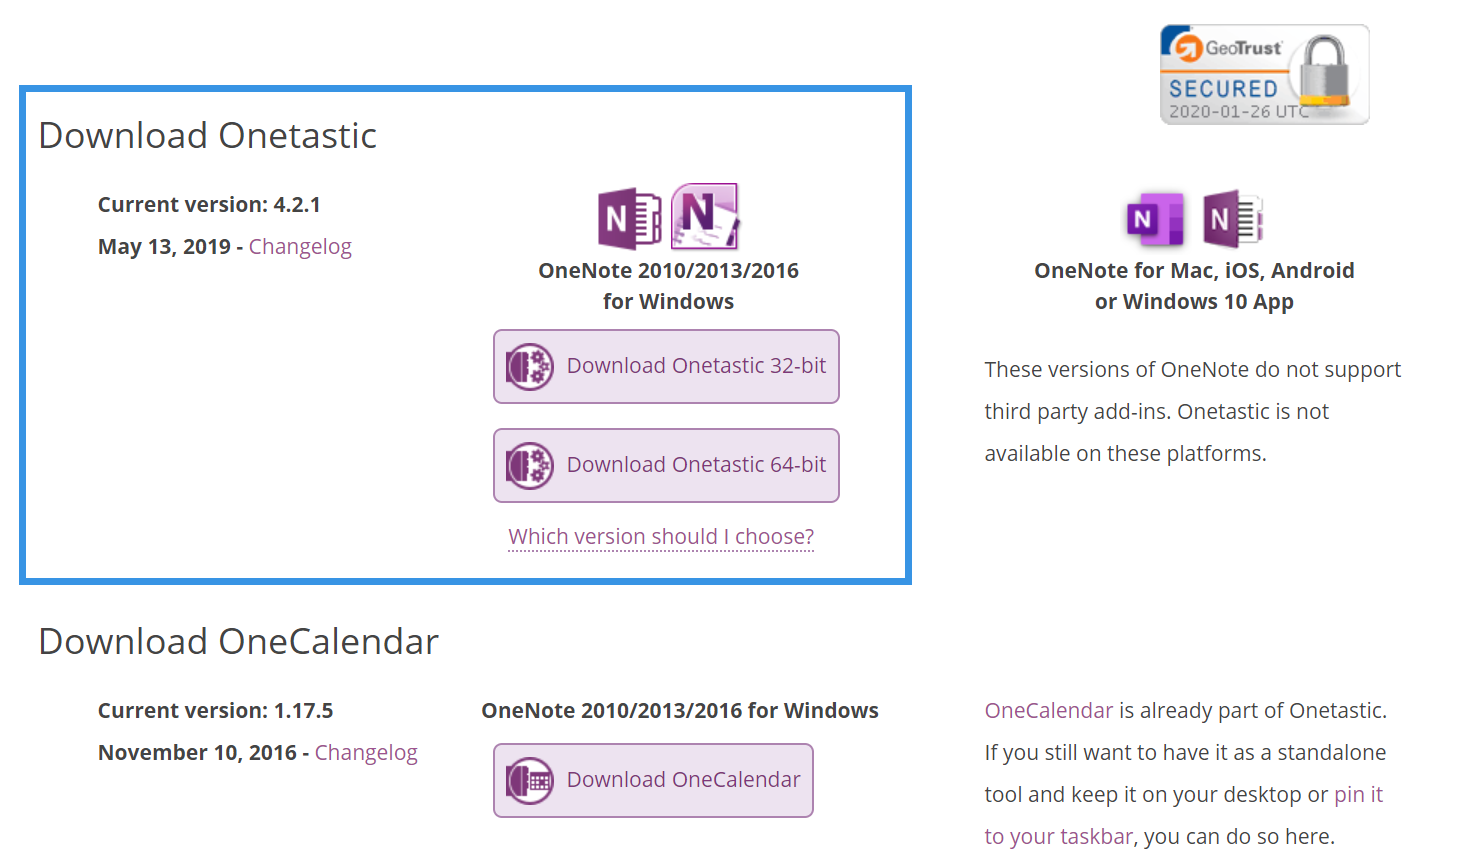 GeoTrust
SECURED
2020-01-26 UTC
Download Onetastic
Current version: 4.2.1
May 13, 2019 - Changelog
N
N
OneNote 2010/2013/2016
for Windows
Download Onetastic 32-bit
Download Onetastic 64-bit
Which version should I choose?
N
N
OneNote for Mac, iOS, Android
or Windows 10 App
These versions of OneNote do not support
third party add-ins. Onetastic is not
available on these platforms.
Download OneCalendar
Current version: 1.17.5
November 10, 2016 - Changelog
OneNote 2010/2013/2016 for Windows
Download OneCalendar
OneCalendar is already part of Onetastic.
If you still want to have it as a standalone
tool and keep it on your desktop or pin it
to your taskbar, you can do so here.